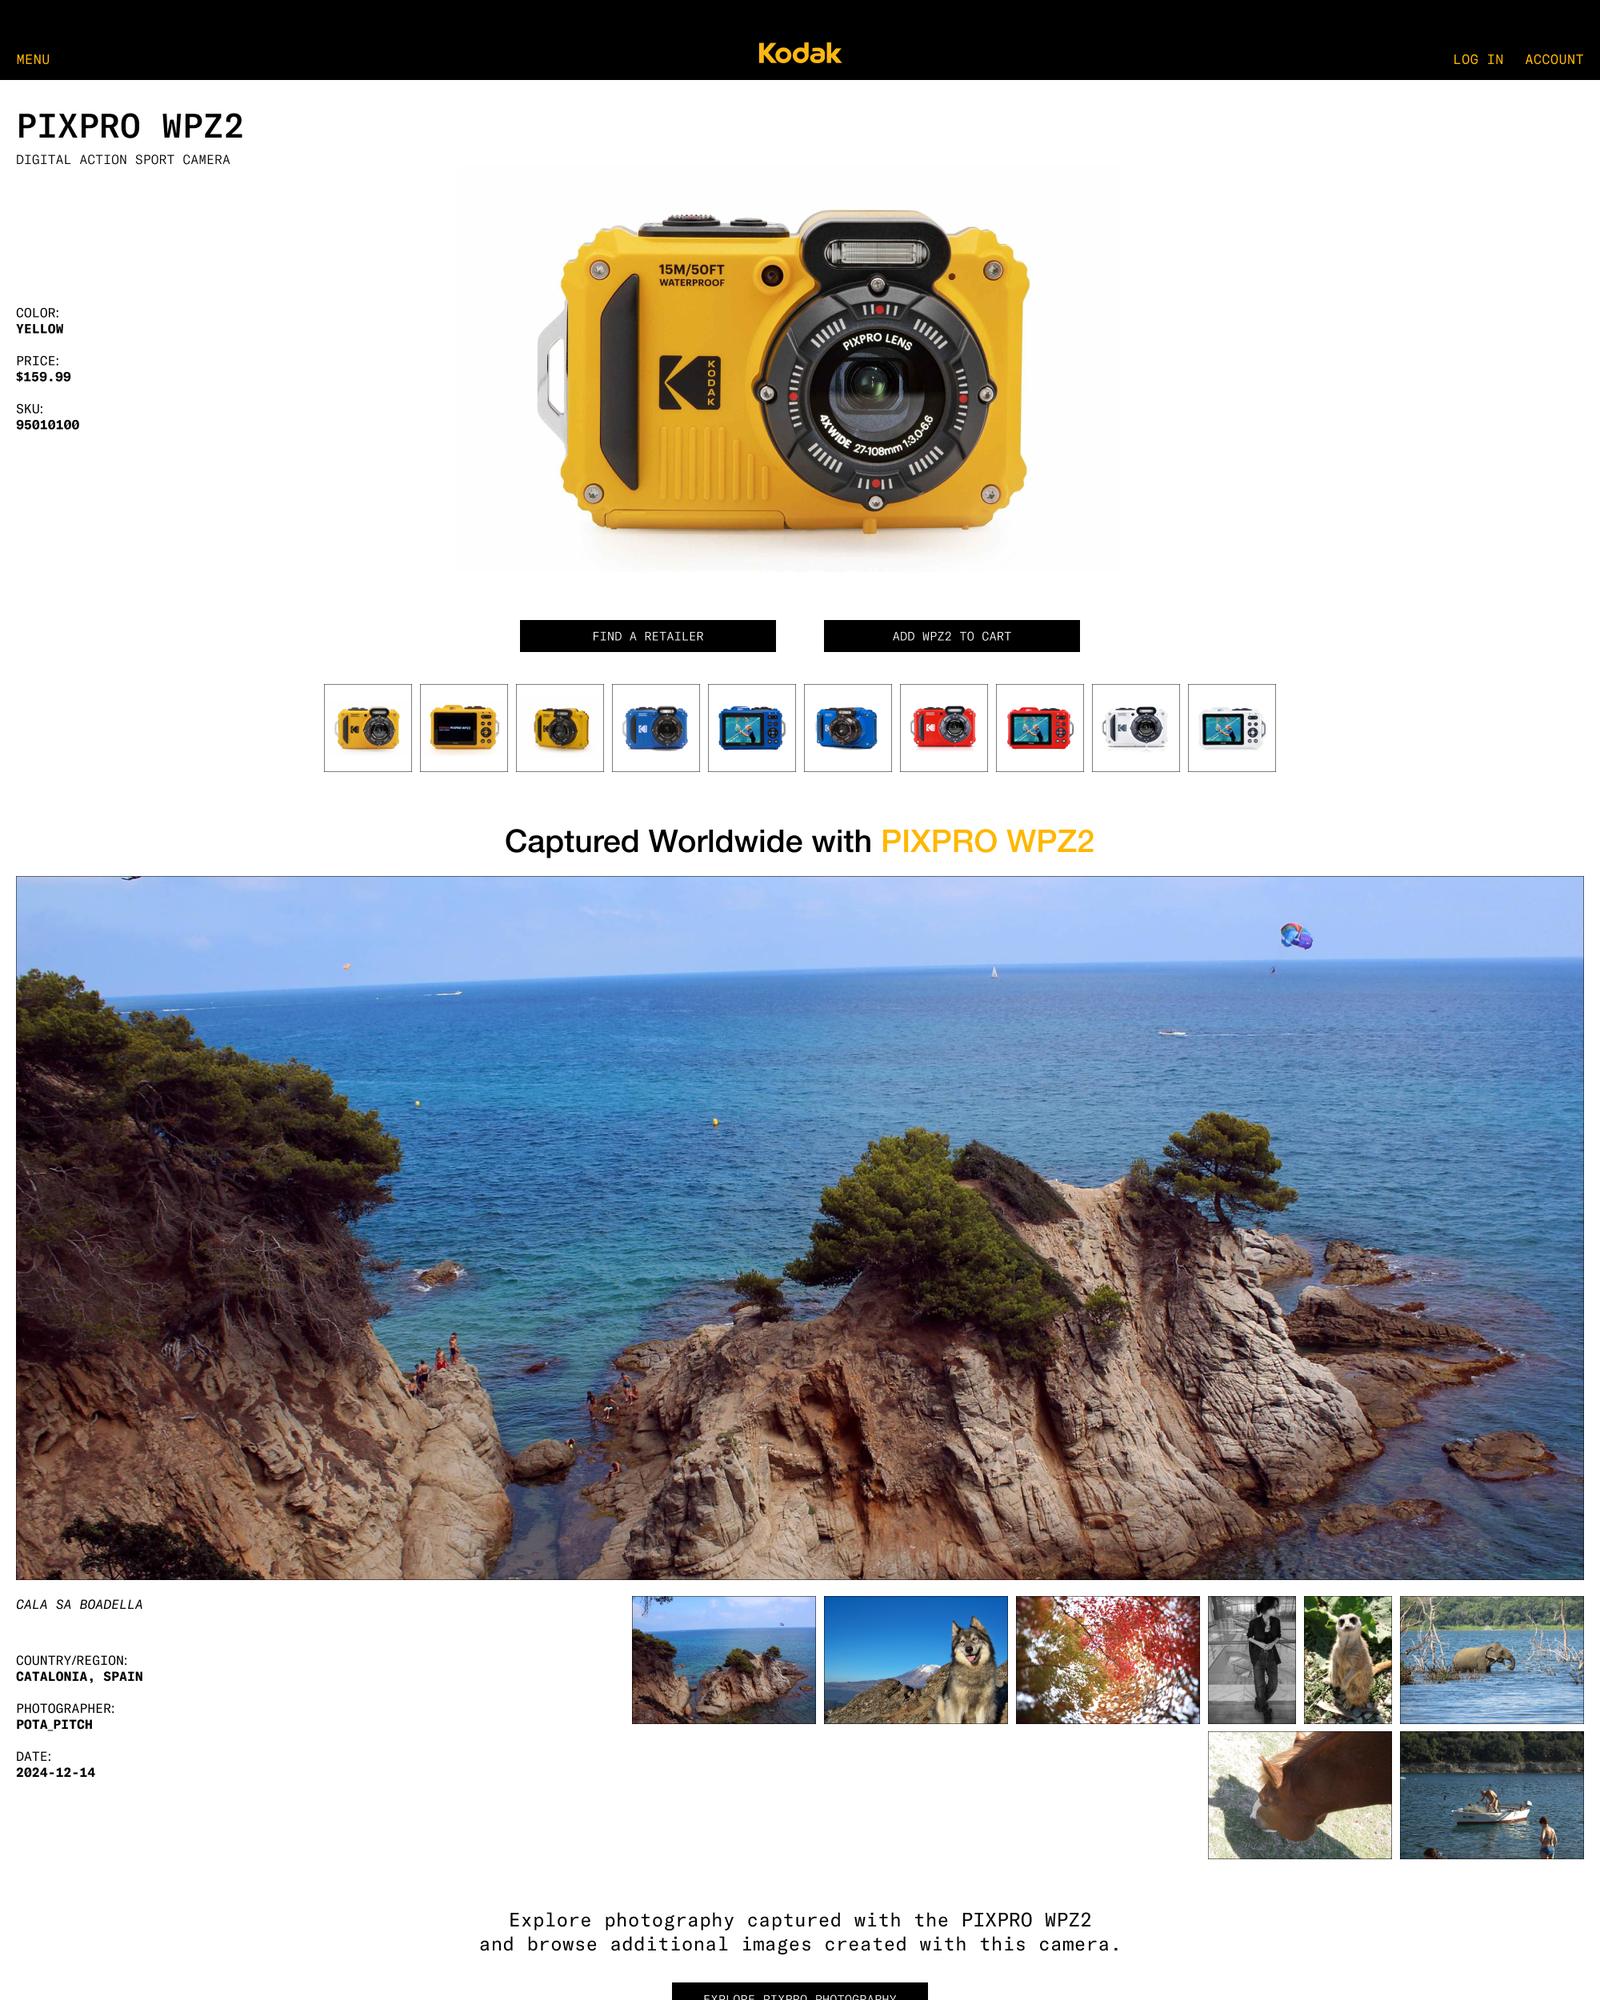 MENU
Kodak
LOG IN ACCOUNT
PIXPRO WPZ2
DIGITAL ACTION SPORT CAMERA
15M/50FT
WATERPROOF
KODAK
PIXPRO LENS
4X WIDE 27-108mm 1:3.0-6.6
COLOR:
YELLOW
PRICE:
$159.99
SKU:
95010100
FIND A RETAILER
ADD WPZ2 TO CART
Captured Worldwide with PIXPRO WPZ2
CALA SA BOADELLA
COUNTRY/REGION:
CATALONIA, SPAIN
PHOTOGRAPHER:
POTA_PITCH
DATE:
2024-12-14
Explore photography captured with the PIXPRO WPZ2
and browse additional images created with this camera.
EXPLORE PIXPRO PHOTOGRAPHY